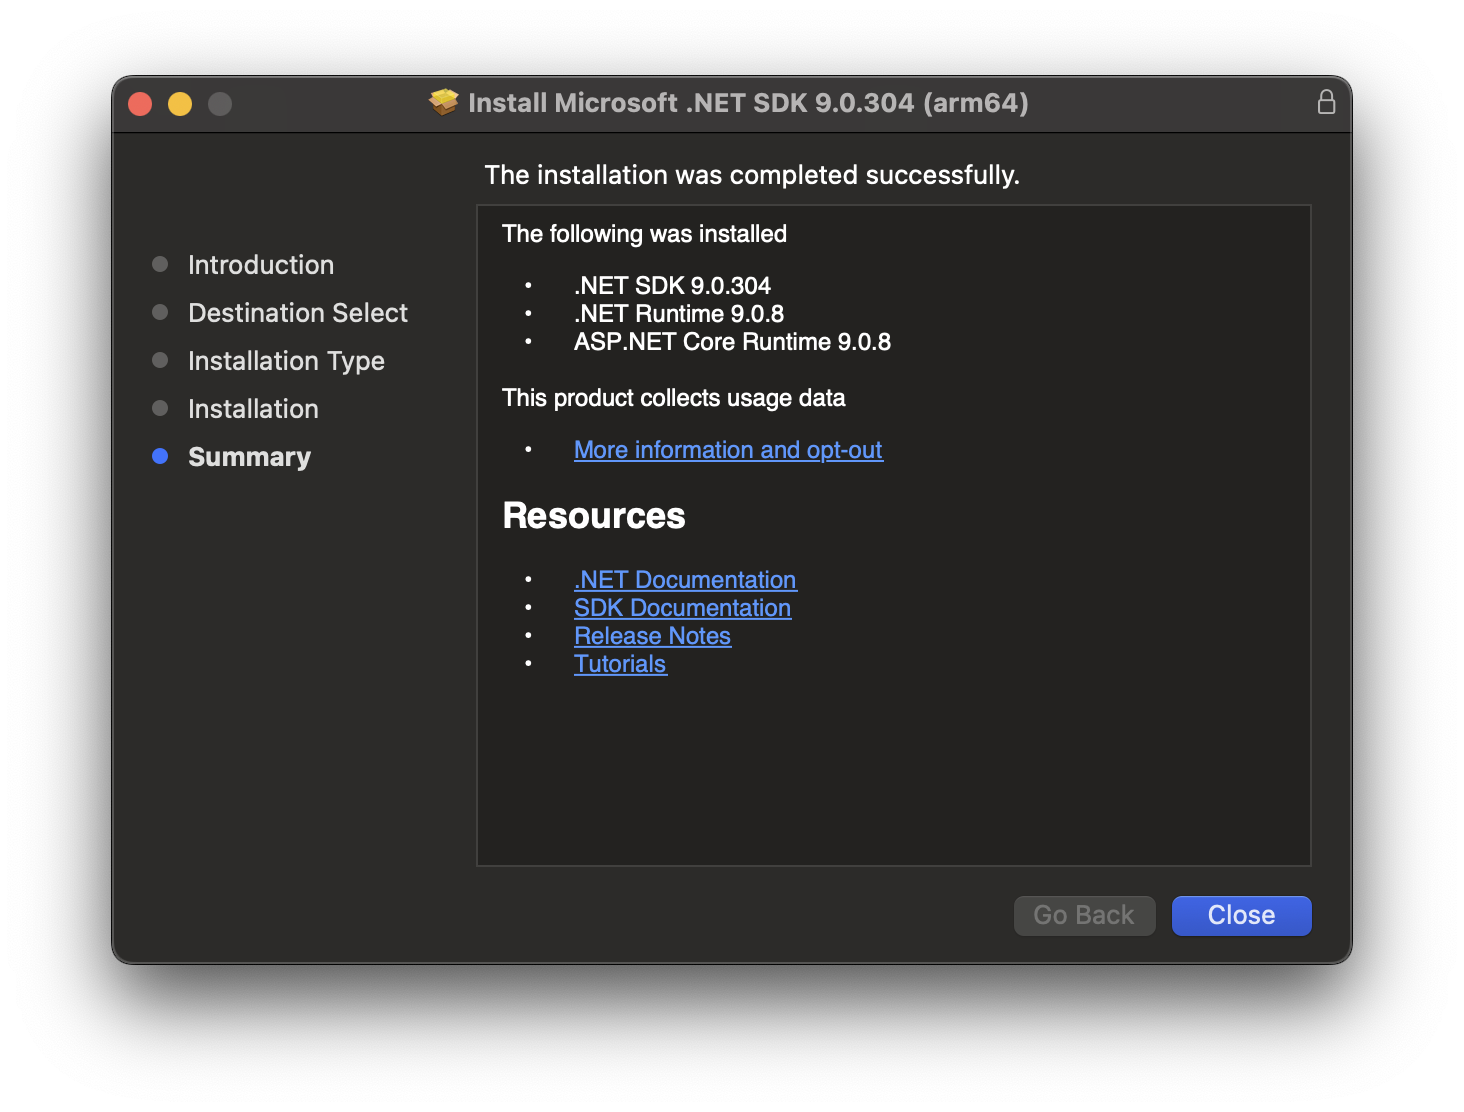 Install Microsoft .NET SDK 9.0.304 (arm64)
The installation was completed successfully.
Introduction
Destination Select
Installation Type
Installation
Summary
The following was installed
• .NET SDK 9.0.304
• .NET Runtime 9.0.8
• ASP.NET Core Runtime 9.0.8
This product collects usage data
• More information and opt-out
Resources
• .NET Documentation
• SDK Documentation
• Release Notes
• Tutorials
Go Back
Close